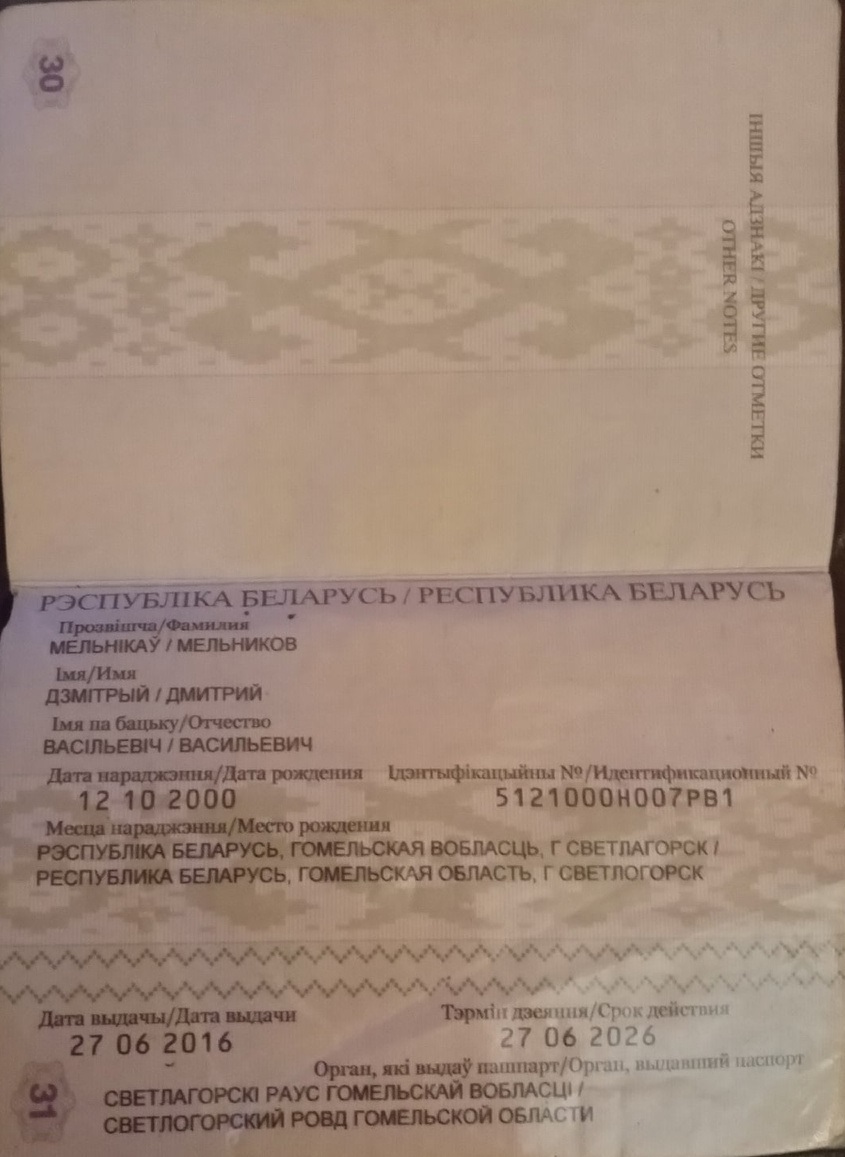 30
ІНШЫЯ АДЗНАКІ / ДРУГИЕ ОТМЕТКИ
OTHER NOTES
РЭСПУБЛІКА БЕЛАРУСЬ / РЕСПУБЛИКА БЕЛАРУСЬ
Прозвішча/Фамилия
МЕЛЬНІКАЎ / МЕЛЬНИКОВ
Імя/Имя
ДЗМІТРЫЙ / ДМИТРИЙ
Імя па бацьку/Отчество
ВАСІЛЬЕВІЧ / ВАСИЛЬЕВИЧ
Дата нараджэння/Дата рождения Ідэнтыфікацыйны №/Идентификационный №
12 10 2000 5121000H007PB1
Месца нараджэння/Место рождения
РЭСПУБЛІКА БЕЛАРУСЬ, ГОМЕЛЬСКАЯ ВОБЛАСЦЬ, Г СВЕТЛАГОРСК /
РЕСПУБЛИКА БЕЛАРУСЬ, ГОМЕЛЬСКАЯ ОБЛАСТЬ, Г СВЕТЛОГОРСК
Дата выдачы/Дата выдачи Тэрмін дзеяння/Срок действия
27 06 2016 27 06 2026
Орган, які выдаў пашпарт/Орган, выдавший паспорт
СВЕТЛАГОРСКІ РАУС ГОМЕЛЬСКАЙ ВОБЛАСЦІ /
СВЕТЛОГОРСКИЙ РОВД ГОМЕЛЬСКОЙ ОБЛАСТИ
31